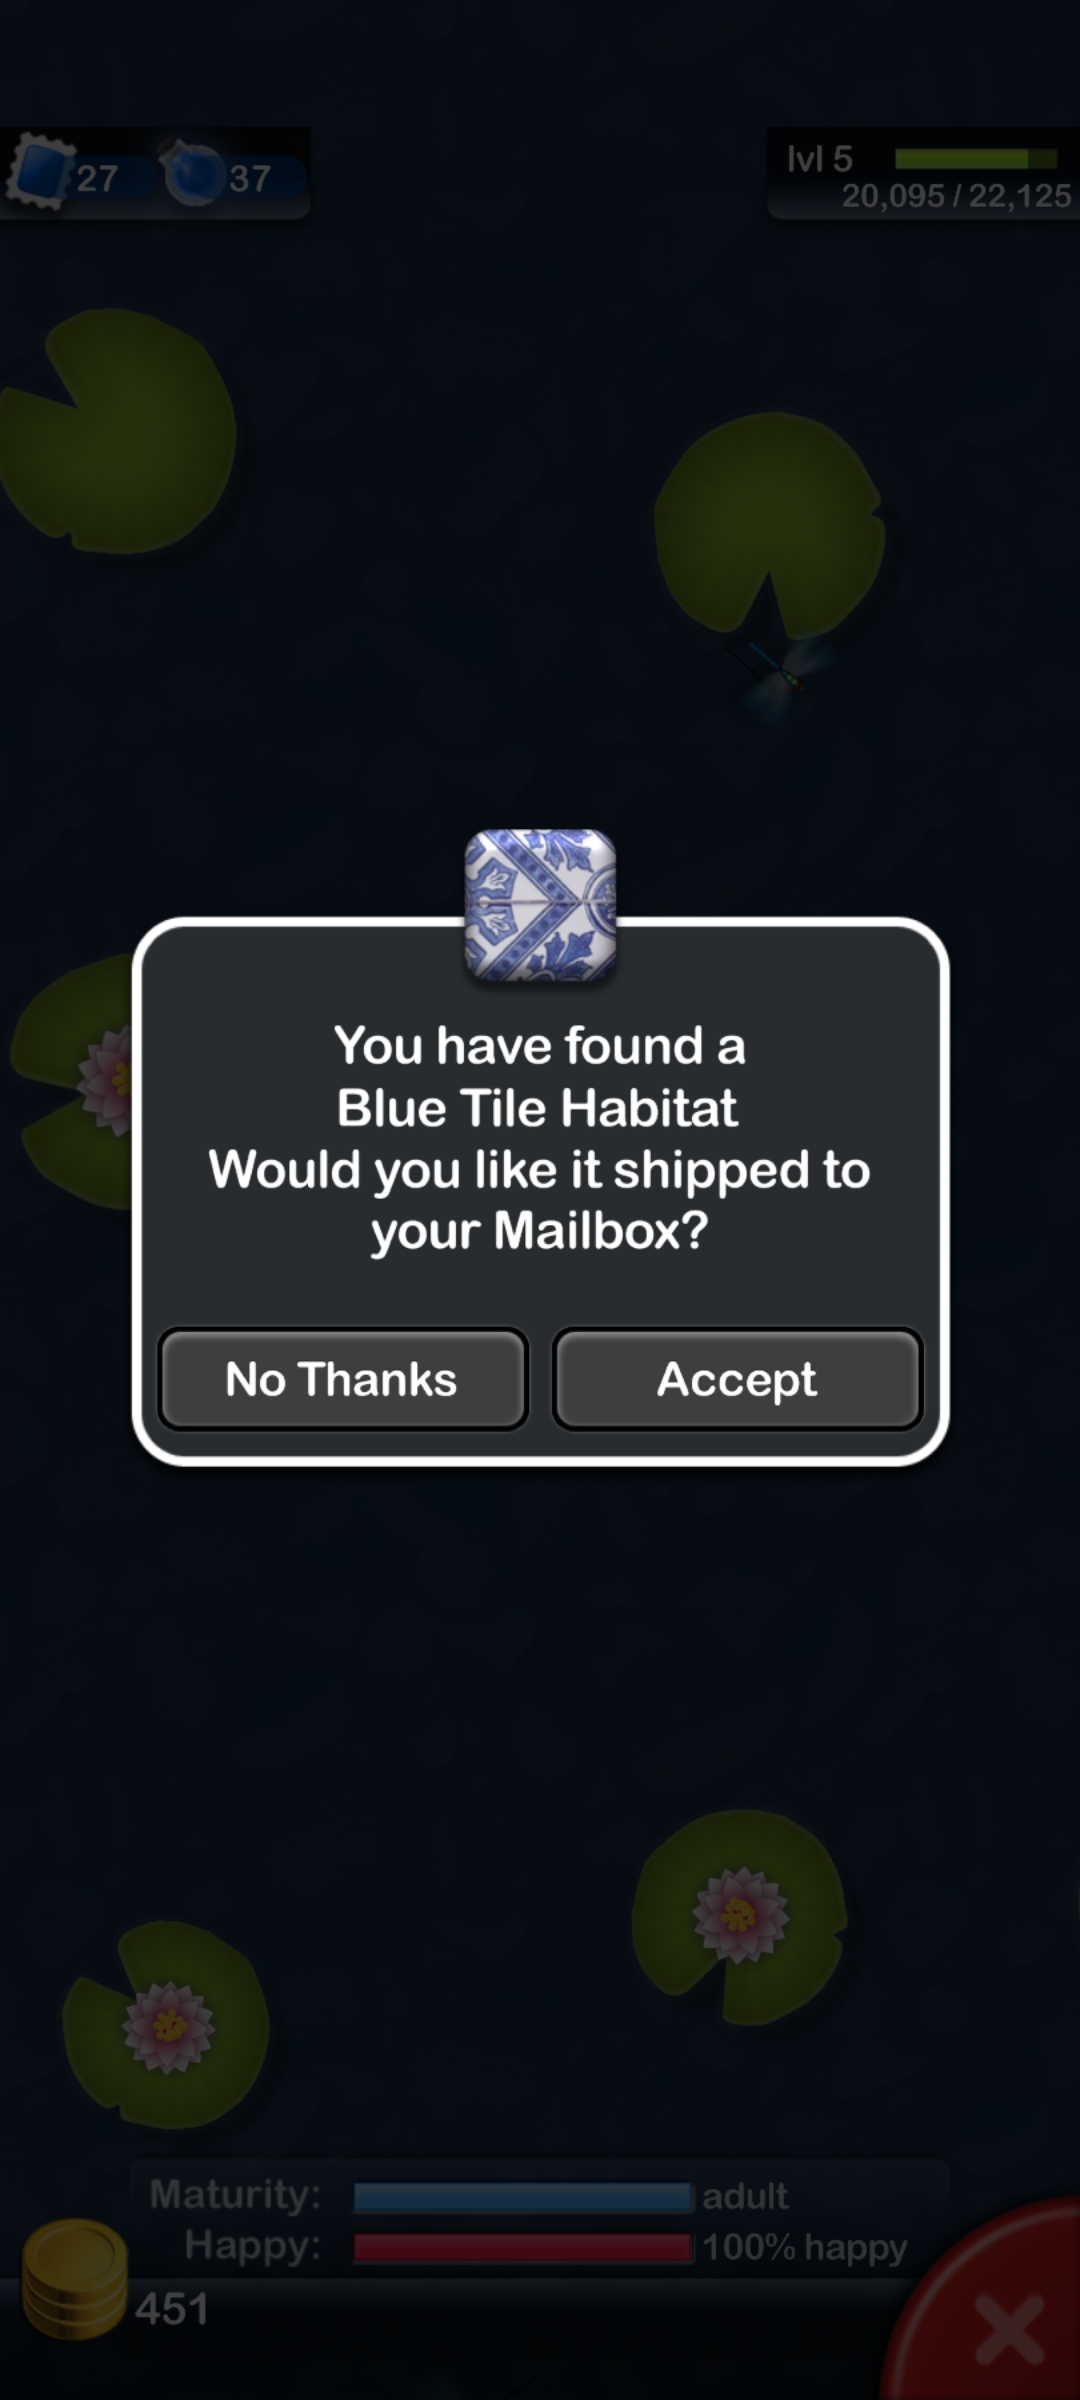 27 37
lvl 5
20,095 / 22,125
You have found a
Blue Tile Habitat
Would you like it shipped to
your Mailbox?
No Thanks Accept
Maturity: adult
Happy: 100% happy
451